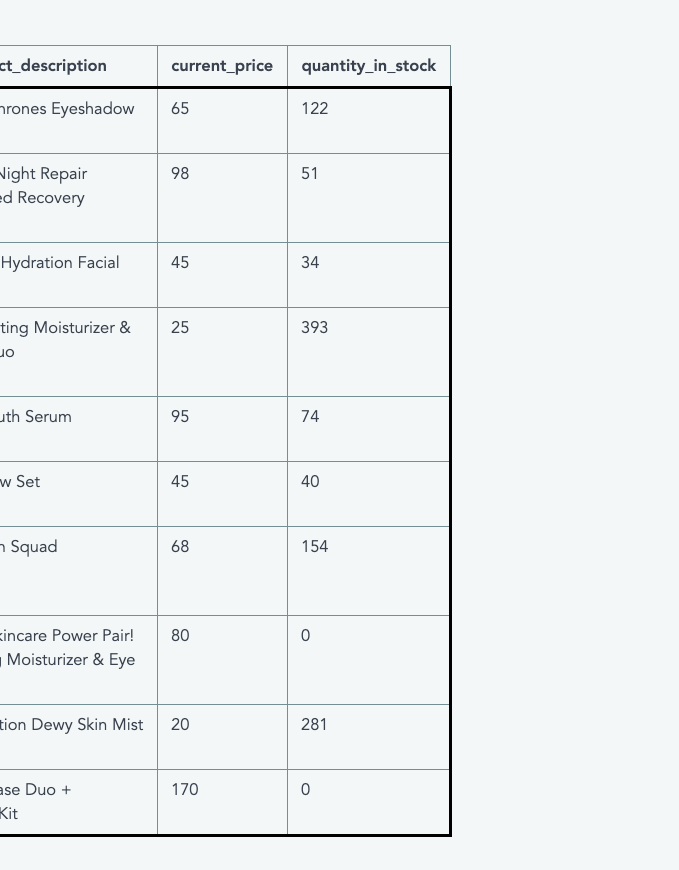 ct_description current_price quantity_in_stock
hrones Eyeshadow 65 122
Night Repair 98 51
ed Recovery
Hydration Facial 45 34
ting Moisturizer & 25 393
uo
uth Serum 95 74
w Set 45 40
n Squad 68 154
kincare Power Pair! 80 0
g Moisturizer & Eye
tion Dewy Skin Mist 20 281
ase Duo + 170 0
Kit